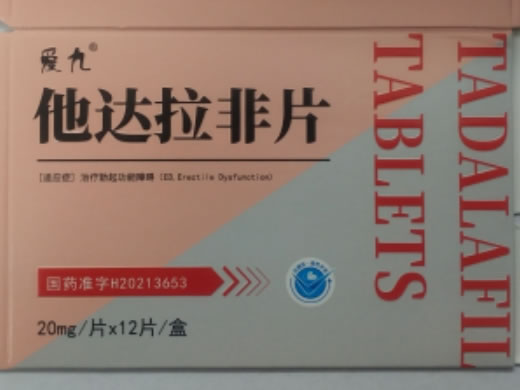 爱九®
他达拉非片
[适应症] 治疗勃起功能障碍 (ED,Erectile Dysfunction)
国药准字H20213653
20mg/片x12片/盒
TADALAFIL
TABLETS